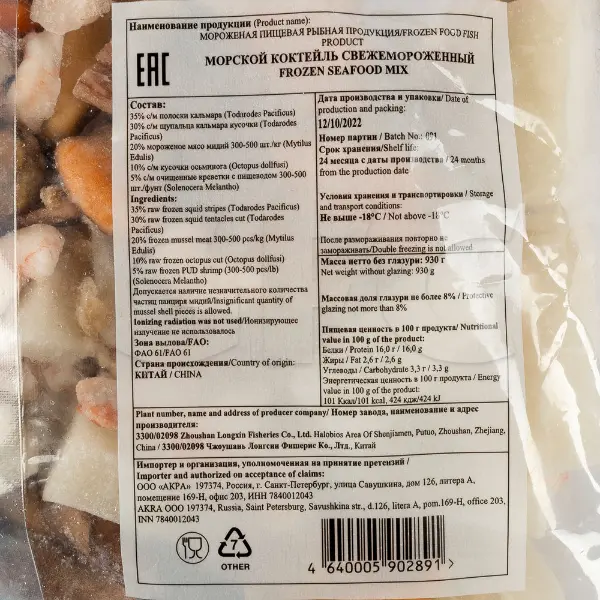 Наименование продукции (Product name):
МОРОЖЕНАЯ ПИЩЕВАЯ РЫБНАЯ ПРОДУКЦИЯ/FROZEN FOOD FISH
PRODUCT
EAC
МОРСКОЙ КОКТЕЙЛЬ СВЕЖЕМОРОЖЕННЫЙ
FROZEN SEAFOOD MIX
Состав:
35% с/м полоски кальмара (Todarodes Pacificus)
30% с/м щупальца кальмара кусочки (Todarodes
Pacificus)
20% мороженое мясо мидий 300-500 шт./кг (Mytilus
Edulis)
10% с/м кусочки осьминога (Octopus dollfusi)
5% с/м очищенные креветки с пищеводом 300-500
шт./фунт (Solenocera Melantho)
Ingredients:
35% raw frozen squid stripes (Todarodes Pacificus)
30% raw frozen squid tentacles cut (Todarodes
Pacificus)
20% frozen mussel meat 300-500 pcs/kg (Mytilus
Edulis)
10% raw frozen octopus cut (Octopus dollfusi)
5% raw frozen PUD shrimp (300-500 pcs/lb)
(Solenocera Melantho)
Допускается наличие незначительного количества
частиц панциря мидий/Insignificant quantity of
mussel shell pieces is allowed.
Ionizing radiation was not used/Ионизирующее
излучение не использовалось
Зона вылова/FAO:
ФАО 61/FAO 61
Страна происхождения/Country of origin:
КИТАЙ / CHINA
Дата производства и упаковки/ Date of
production and packing:
12/10/2022
Номер партии / Batch No.: 001
Срок хранения/Shelf life:
24 месяца с даты производства / 24 months
from the production date
Условия хранения и транспортировки / Storage
and transport conditions:
Не выше -18°C / Not above -18°C
После размораживания повторно не
замораживать/Double freezing is not allowed
Масса нетто без глазури: 930 г
Net weight without glazing: 930 g
Массовая доля глазури не более 8% / Protective
glazing not more than 8%
Пищевая ценность в 100 г продукта/ Nutritional
value in 100 g of the product:
Белки / Protein 16,0 г / 16,0 g
Жиры / Fat 2,6 г / 2,6 g
Углеводы / Carbohydrate 3,3 г / 3,3 g
Энергетическая ценность в 100 г продукта / Energy
value in 100 g of the product:
101 Ккал/101 kcal, 424 кдж/424 kJ
Plant number, name and address of producer company/ Номер завода, наименование и адрес
производителя:
3300/02098 Zhoushan Longxin Fisheries Co., Ltd. Halobios Area Of Shenjiamen, Putuo, Zhoushan, Zhejiang,
China / 3300/02098 Чжоушань Лонгсин Фишерис Ко., Лтд., Китай
Импортер и организация, уполномоченная на принятие претензий /
Importer and authorized on acceptance of claims:
ООО «АКРА» 197374, Россия, г. Санкт-Петербург, улица Савушкина, дом 126, литера А,
помещение 169-Н, офис 203, ИНН 7840012043
AKRA OOO 197374, Russia, Saint Petersburg, Savushkina str., d.126, litera A, pom.169-H, office 203,
INN 7840012043
7
OTHER
4 640005 902891 >